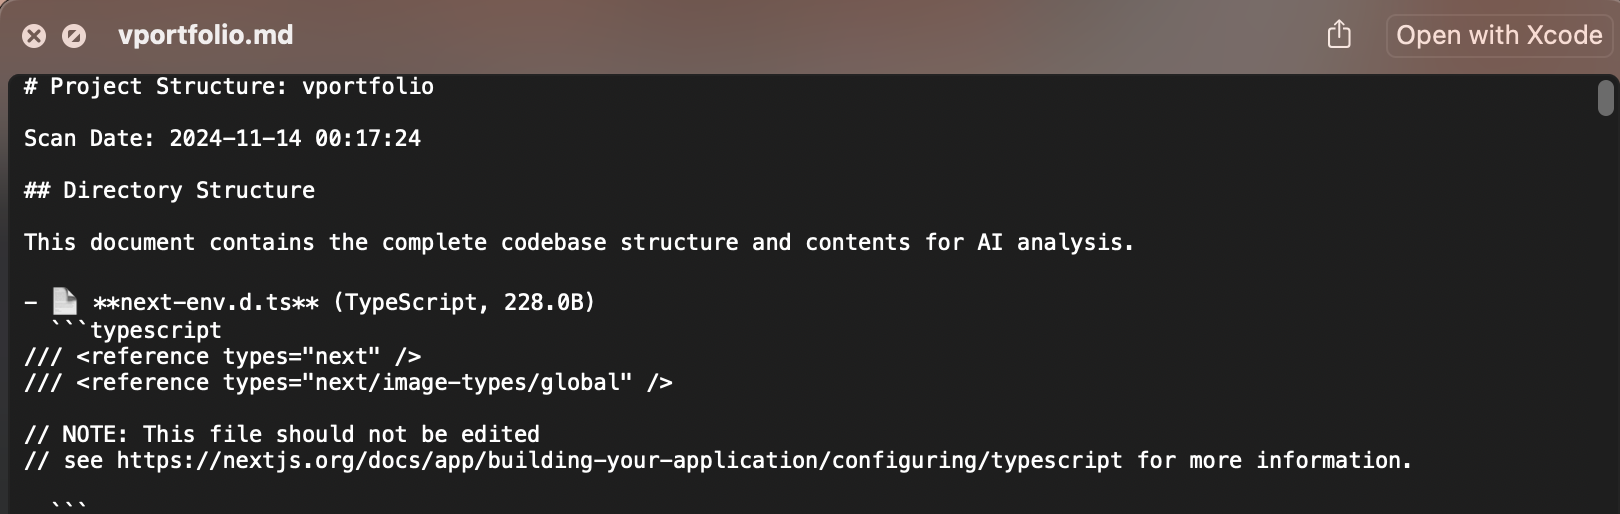 vportfolio.md
Open with Xcode
# Project Structure: vportfolio
Scan Date: 2024-11-14 00:17:24
## Directory Structure
This document contains the complete codebase structure and contents for AI analysis.
- 📄 **next-env.d.ts** (TypeScript, 228.0B)
```typescript
/// <reference types="next" />
/// <reference types="next/image-types/global" />
// NOTE: This file should not be edited
// see https://nextjs.org/docs/app/building-your-application/configuring/typescript for more information.
```